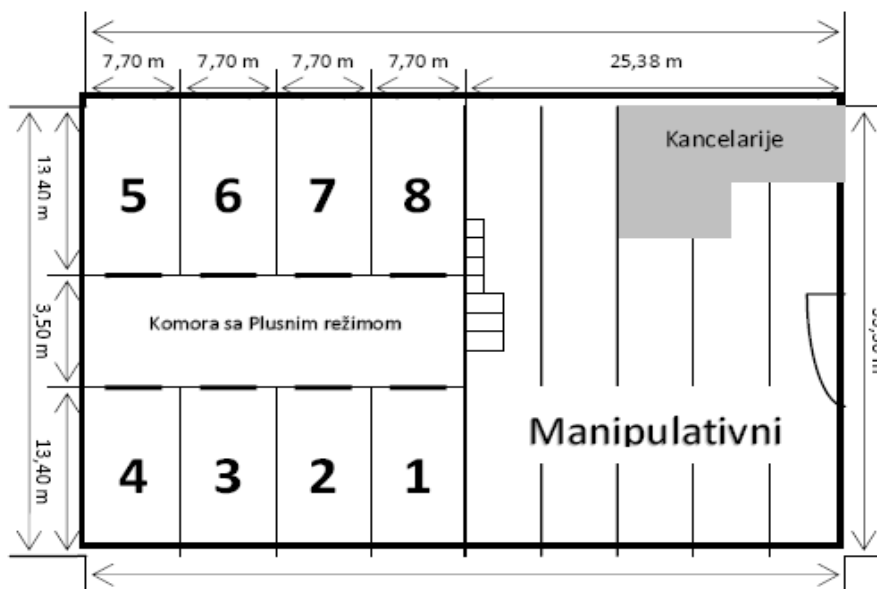 7,70 m 7,70 m 7,70 m 7,70 m 25,38 m
Kancelarije
13.40 m
5 6 7 8
3,50 m
Komora sa Plusnim režimom
13,40 m
Manipulativni
4 3 2 1